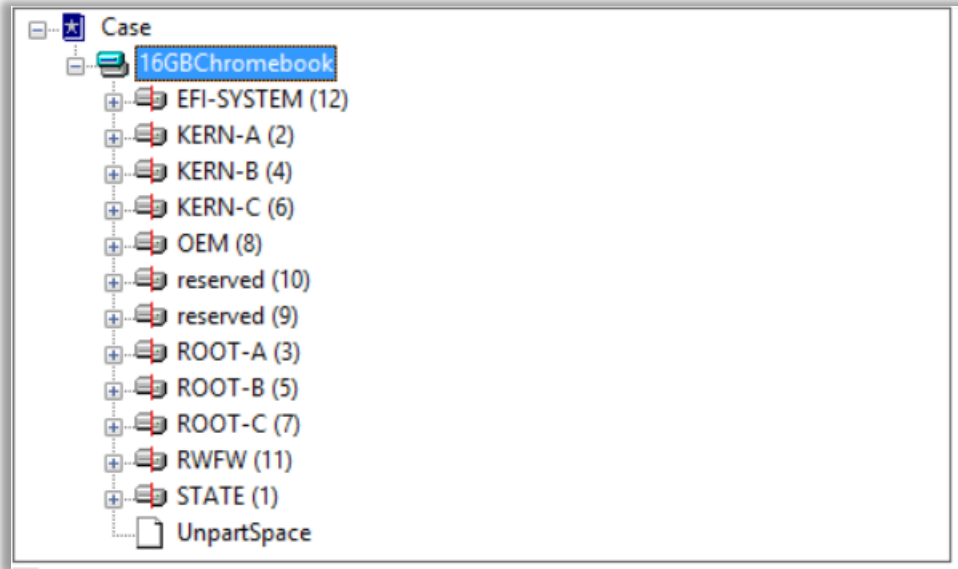 Case
16GBChromebook
EFI-SYSTEM (12)
KERN-A (2)
KERN-B (4)
KERN-C (6)
OEM (8)
reserved (10)
reserved (9)
ROOT-A (3)
ROOT-B (5)
ROOT-C (7)
RWFW (11)
STATE (1)
UnpartSpace